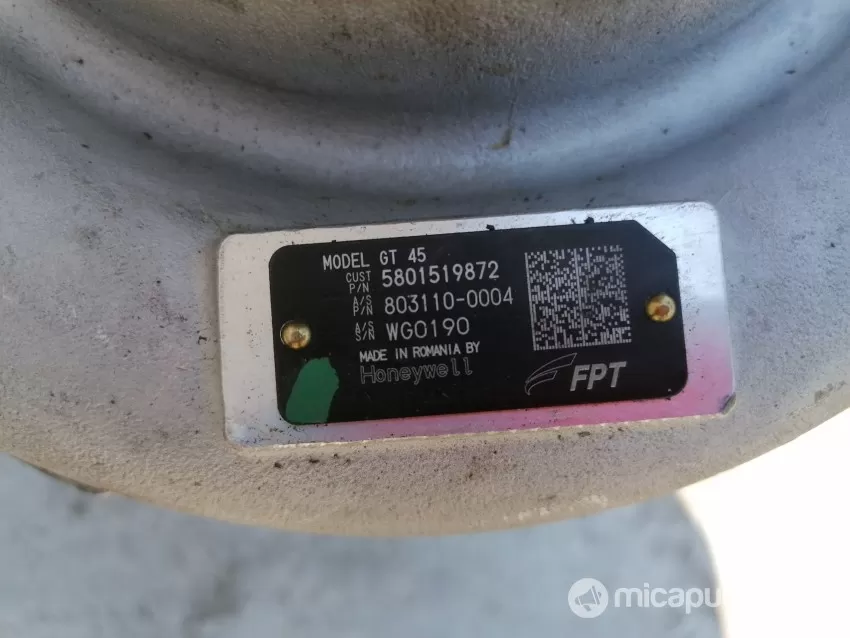 MODEL GT 45
CUST P/N 5801519872
A/S P/N 803110-0004
A/S S/N WG0190
MADE IN ROMANIA BY
Honeywell
FPT
micapu